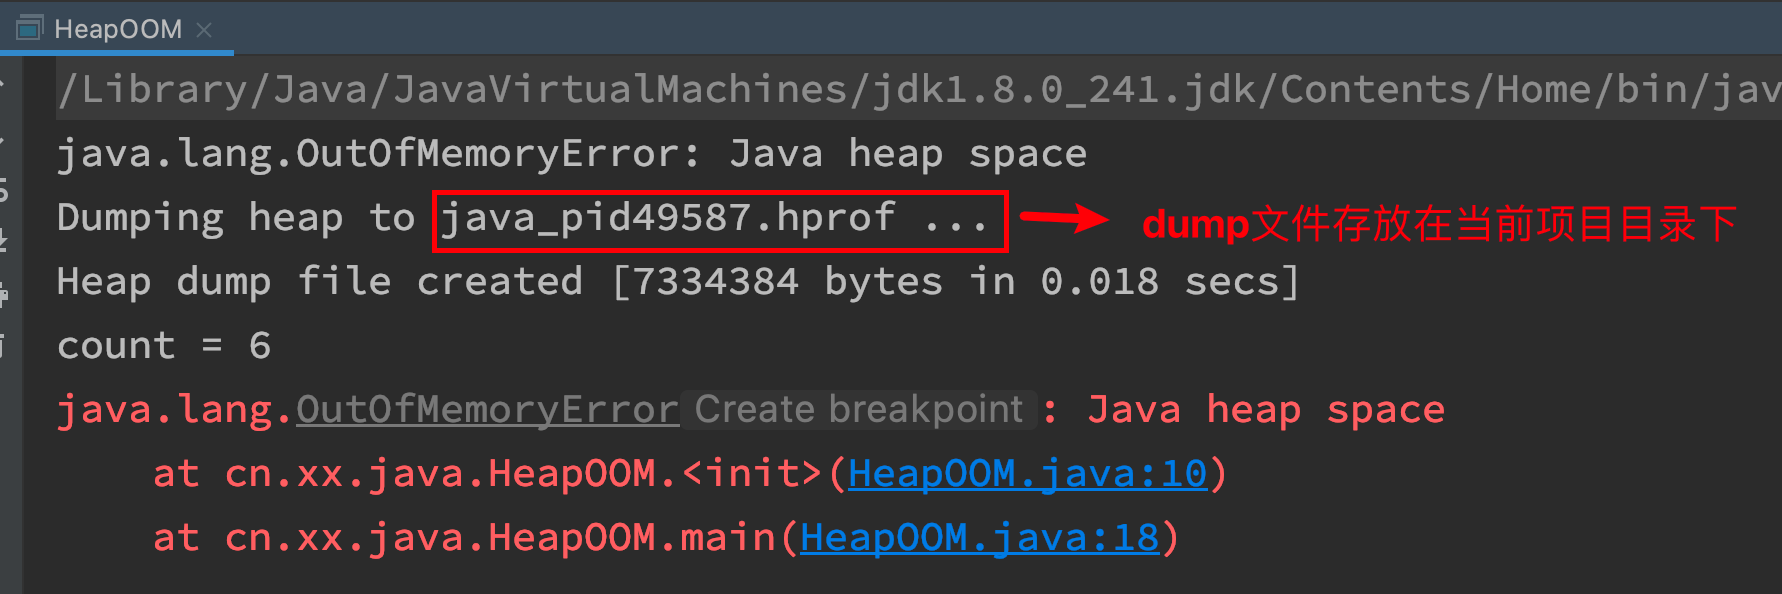 HeapOOM
/Library/Java/JavaVirtualMachines/jdk1.8.0_241.jdk/Contents/Home/bin/jav
java.lang.OutOfMemoryError: Java heap space
Dumping heap to java_pid49587.hprof ... dump文件存放在当前项目目录下
Heap dump file created [7334384 bytes in 0.018 secs]
count = 6
java.lang.OutOfMemoryError Create breakpoint : Java heap space
at cn.xx.java.HeapOOM.<init>(HeapOOM.java:10)
at cn.xx.java.HeapOOM.main(HeapOOM.java:18)